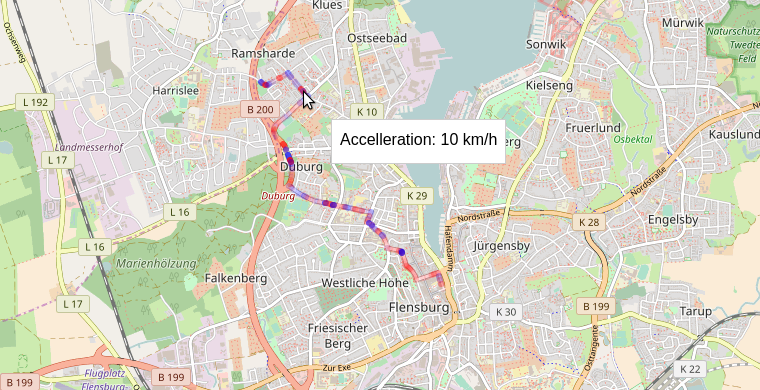 Klues
Ochsenweg
Ramsharde
Ostseebad
Mürwik
Sonwik
Naturschutz
Twedte
Feld
Kielseng
Harrislee
L 192
B 200
K 10
Accelleration: 10 km/h
Fruerlund
Osbektal
Kauslund
Landmesserhof
L 17
erg
Duburg
Duburg
K 29
Nordstraße
L 16
Nordstraße
K 28
Engelsby
L 16
Hafendamm
Jürgensby
Marienhölzung
Falkenberg
Westliche Höhe
L 17
Flensburg
K 30
B 199
Tarup
Friesischer
Berg
Osttangente
Zur Exe
K 22
Flugplatz
Flensburg-
B 199
B 199